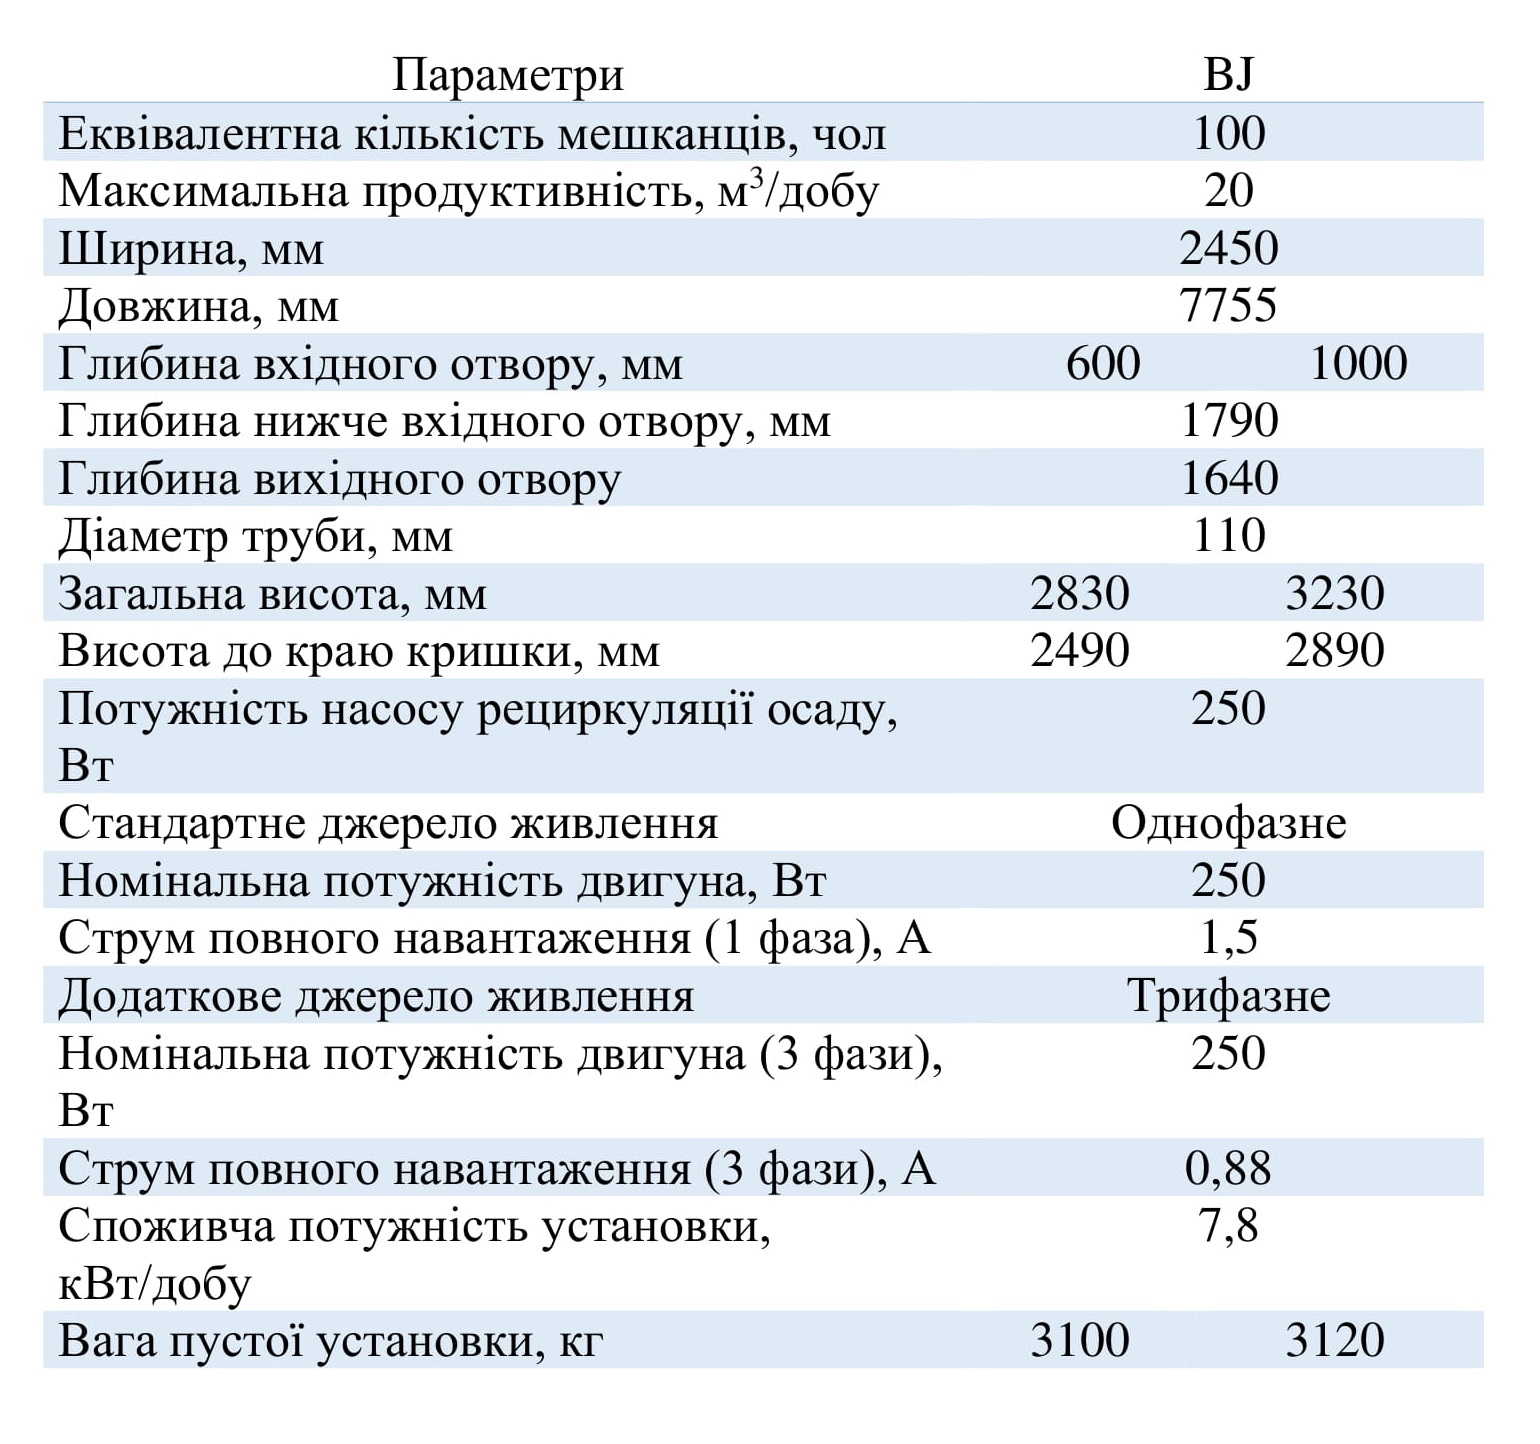 Параметри BJ
Еквівалентна кількість мешканців, чол 100
Максимальна продуктивність, м³/добу 20
Ширина, мм 2450
Довжина, мм 7755
Глибина вхідного отвору, мм 600 1000
Глибина нижче вхідного отвору, мм 1790
Глибина вихідного отвору 1640
Діаметр труби, мм 110
Загальна висота, мм 2830 3230
Висота до краю кришки, мм 2490 2890
Потужність насосу рециркуляції осаду, 250
Вт
Стандартне джерело живлення Однофазне
Номінальна потужність двигуна, Вт 250
Струм повного навантаження (1 фаза), А 1,5
Додаткове джерело живлення Трифазне
Номінальна потужність двигуна (3 фази), 250
Вт
Струм повного навантаження (3 фази), А 0,88
Споживча потужність установки, 7,8
кВт/добу
Вага пустої установки, кг 3100 3120